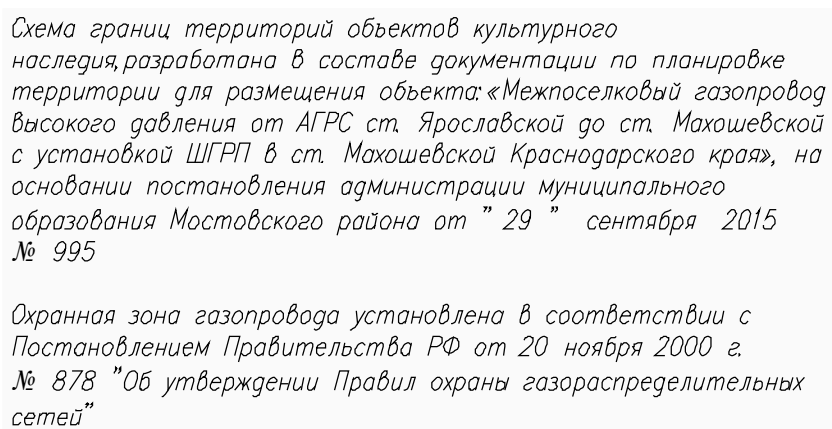 Схема границ территорий объектов культурного
наследия,разработана в составе документации по планировке
территории для размещения объекта:«Межпоселковый газопровод
высокого давления от АГРС ст. Ярославской до ст. Махошевской
с установкой ШГРП в ст. Махошевской Краснодарского края», на
основании постановления администрации муниципального
образования Мостовского района от " 29 " сентября 2015
№ 995
Охранная зона газопровода установлена в соответствии с
Постановлением Правительства РФ от 20 ноября 2000 г.
№ 878 "Об утверждении Правил охраны газораспределительных
сетей"